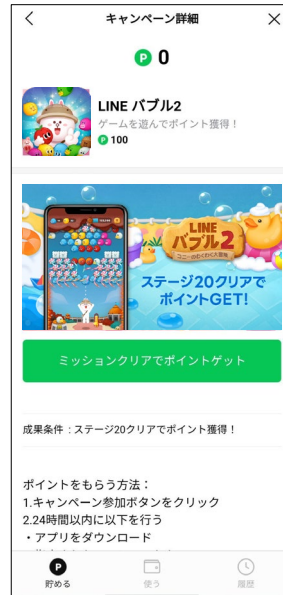 キャンペーン詳細
P 0
LINE バブル2
ゲームを遊んでポイント獲得！
P 100
LINE
バブル2
ステージ20クリアで
ポイントGET!
ミッションクリアでポイントゲット
成果条件 : ステージ20クリアでポイント獲得！
ポイントをもらう方法：
1.キャンペーン参加ボタンをクリック
2.24時間以内に以下を行う
・アプリをダウンロード
P
貯める
使う
履歴